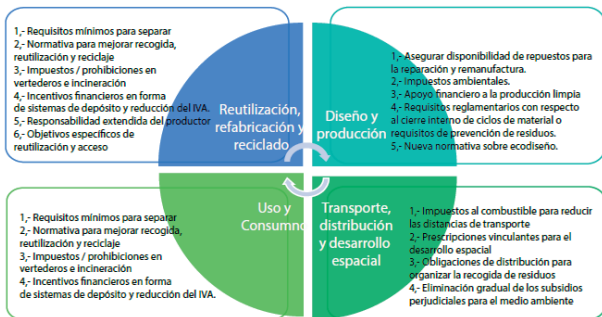 1,- Requisitos mínimos para separar
2,- Normativa para mejorar recogida,
reutilización y reciclaje
3,- Impuestos / prohibiciones en
vertederos e incineración
4,- Incentivos financieros en forma
de sistemas de depósito y reducción del IVA.
5,- Responsabilidad extendida del productor
6,- Objetivos específicos de
reutilización y acceso
Reutilización,
refabricación y
reciclado
Diseño y
producción
1,- Asegurar disponibilidad de repuestos para
la reparación y remanufactura.
2,- Impuestos ambientales.
3,- Apoyo financiero a la producción limpia
4,- Requisitos reglamentarios con respecto
al cierre interno de ciclos de material o
requisitos de prevención de residuos.
5,- Nueva normativa sobre ecodiseño.
1,- Requisitos mínimos para separar
2,- Normativa para mejorar recogida,
reutilización y reciclaje
3,- Impuestos / prohibiciones en
vertederos e incineración
4,- Incentivos financieros en forma
de sistemas de depósito y reducción del IVA.
Uso y
Consumno
Transporte,
distribución
y desarrollo
espacial
1,- Impuestos al combustible para reducir
las distancias de transporte
2,- Prescripciones vinculantes para el
desarrollo espacial
3,- Obligaciones de distribución para
organizar la recogida de residuos
4,- Eliminación gradual de los subsidios
perjudiciales para el medio ambiente